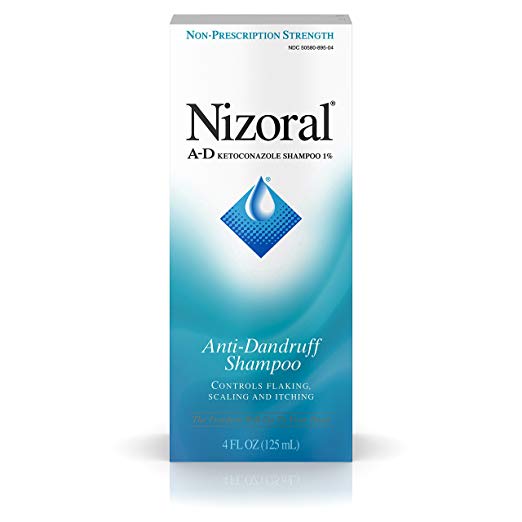 NON-PRESCRIPTION STRENGTH
NDC 50580-895-04
Nizoral®
A-D KETOCONAZOLE SHAMPOO 1%
®
Anti-Dandruff
Shampoo
CONTROLS FLAKING,
SCALING AND ITCHING
4 FL OZ (125 mL)